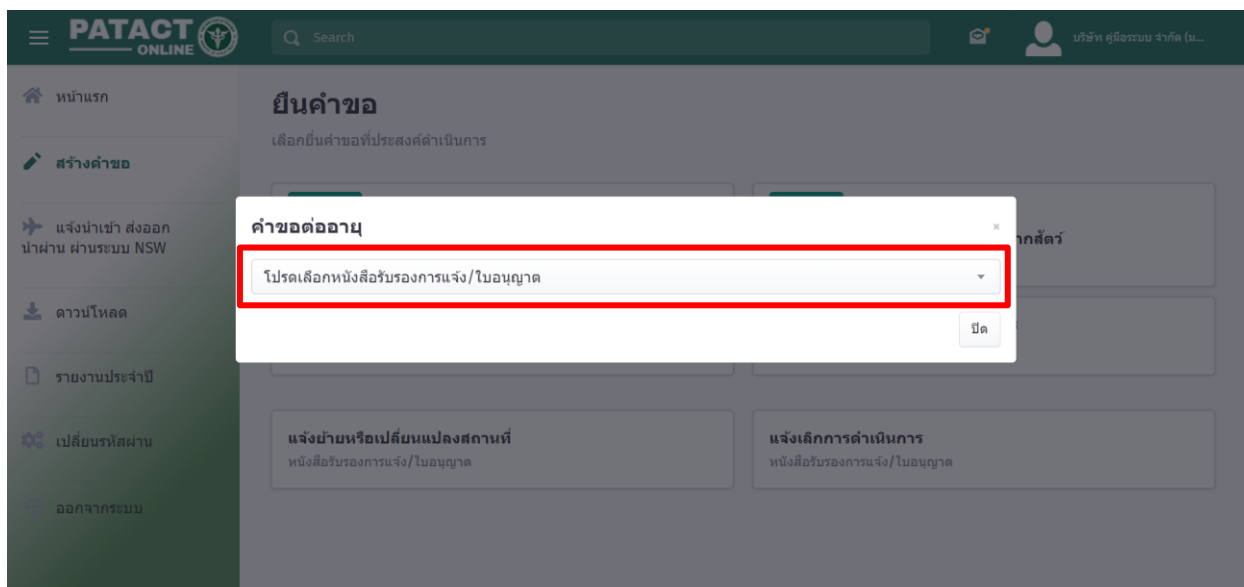 PATACT
ONLINE
Search
บริษัท คู่มือระบบ จำกัด (ม...
หน้าแรก
สร้างคำขอ
แจ้งนำเข้า ส่งออก
นำผ่าน ผ่านระบบ NSW
ดาวน์โหลด
รายงานประจำปี
เปลี่ยนรหัสผ่าน
ออกจากระบบ
ยืนคำขอ
เลือกยื่นคำขอที่ประสงค์ดำเนินการ
ากสัตว์
คำขอต่ออายุ
×
โปรดเลือกหนังสือรับรองการแจ้ง/ใบอนุญาต
ปิด
แจ้งย้ายหรือเปลี่ยนแปลงสถานที่
หนังสือรับรองการแจ้ง/ใบอนุญาต
แจ้งเลิกการดำเนินการ
หนังสือรับรองการแจ้ง/ใบอนุญาต